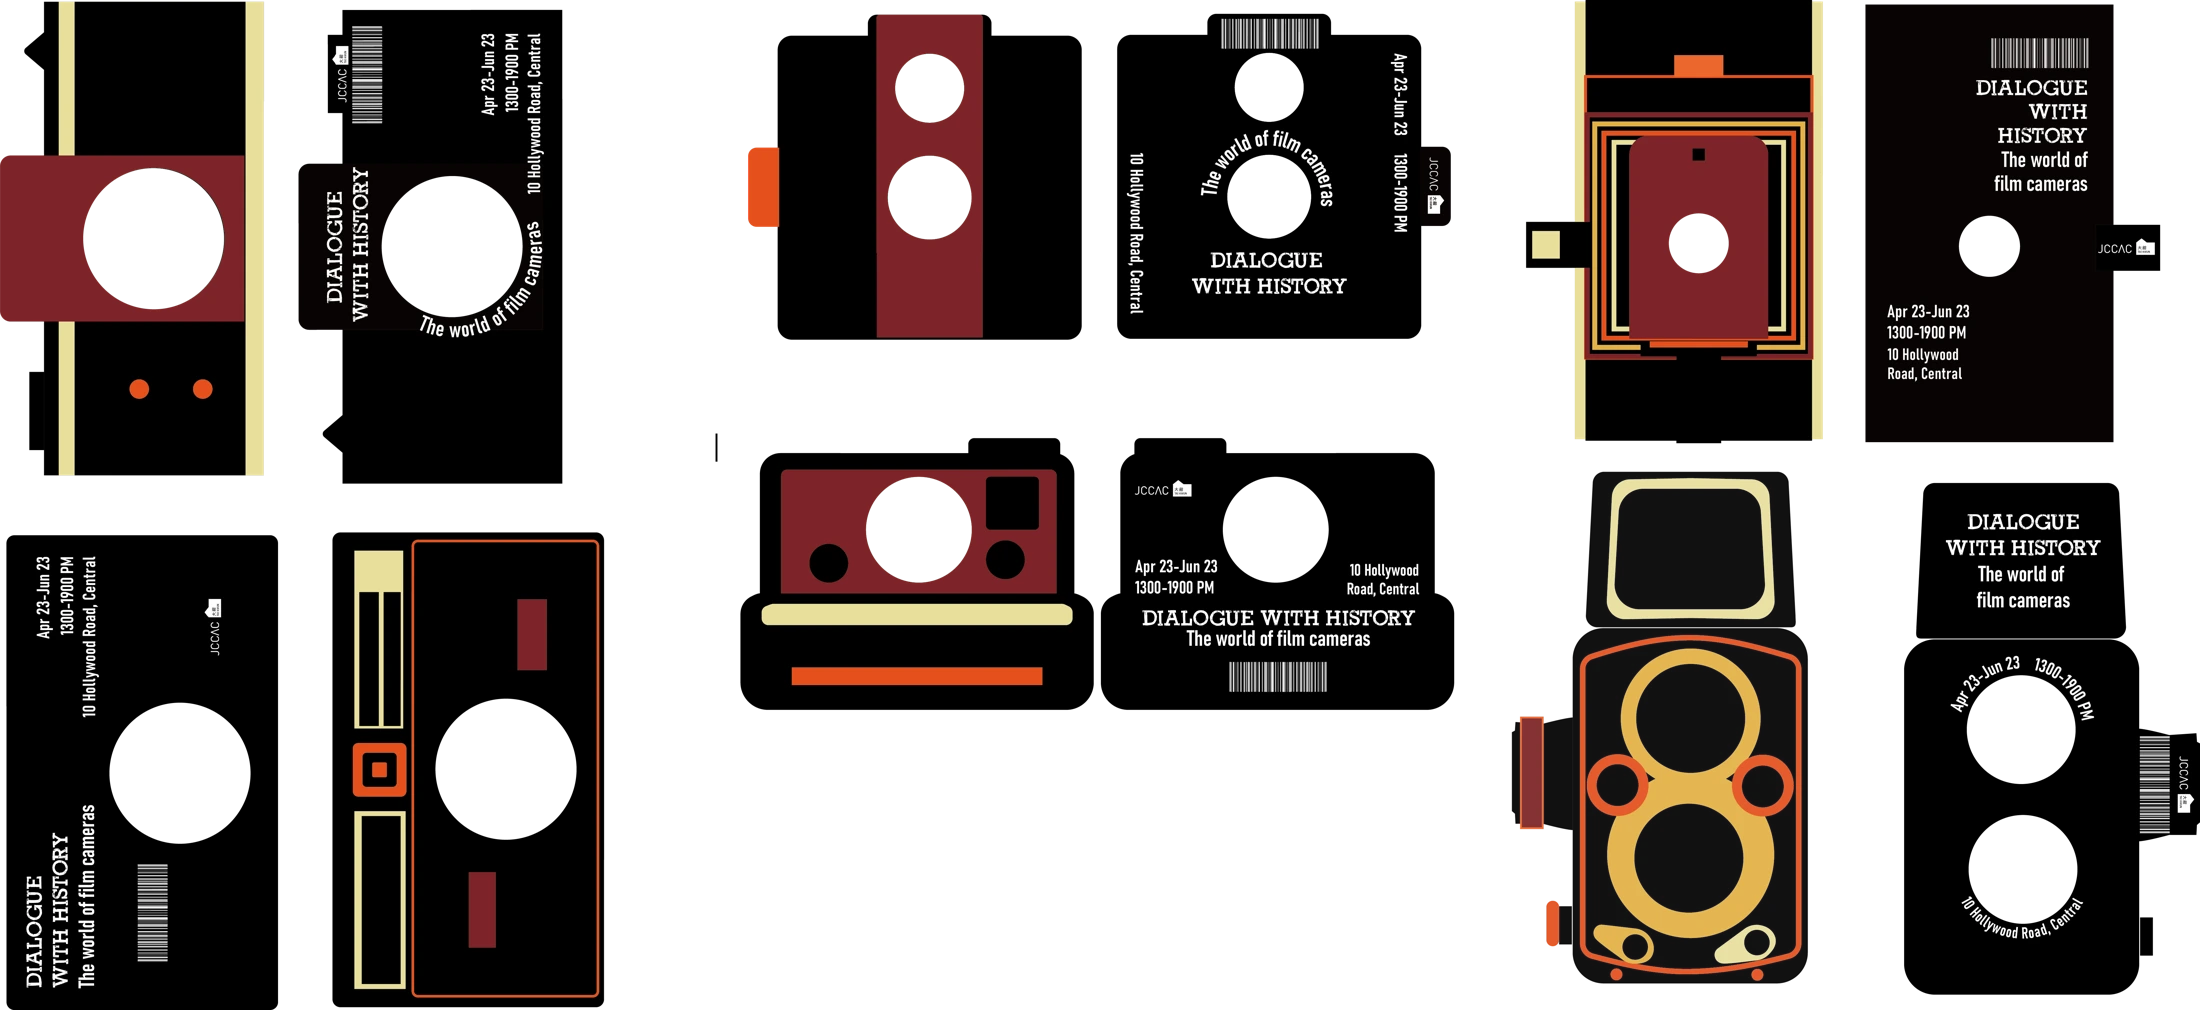 JCCAC
DIALOGUE
WITH HISTORY
The world of film cameras
Apr 23-Jun 23
1300-1900 PM
10 Hollywood Road, Central
The world of film cameras
DIALOGUE
WITH HISTORY
Apr 23-Jun 23 1300-1900 PM
10 Hollywood Road, Central
JCCAC
DIALOGUE
WITH
HISTORY
The world of
film cameras
JCCAC
Apr 23-Jun 23
1300-1900 PM
10 Hollywood
Road, Central
Apr 23-Jun 23
1300-1900 PM
10 Hollywood Road, Central
JCCAC
DIALOGUE
WITH HISTORY
The world of film cameras
JCCAC
Apr 23-Jun 23
1300-1900 PM
10 Hollywood
Road, Central
DIALOGUE WITH HISTORY
The world of film cameras
DIALOGUE
WITH HISTORY
The world of
film cameras
Apr 23-Jun 23 1300-1900 PM
JCCAC
10 Hollywood Road, Central